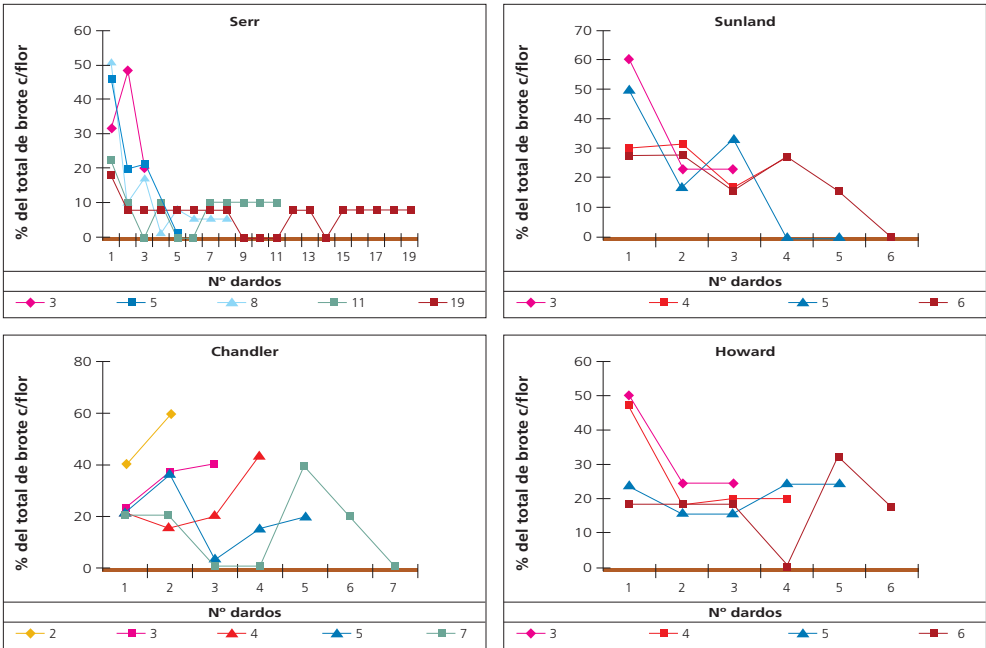 Serr
% del total de brote c/flor
60
50
40
30
20
10
0
1 3 5 7 9 11 11 15 17 19
Nº dardos
3 5 8 11 19
Sunland
% del total de brote c/flor
70
60
50
40
30
20
10
0
1 2 3 4 5 6
Nº dardos
3 4 5 6
Chandler
% del total de brote c/flor
80
60
40
20
0
1 2 3 4 5 6 7
Nº dardos
2 3 4 5 7
Howard
% del total de brote c/flor
60
50
40
30
20
10
0
1 2 3 4 5 6
Nº dardos
3 4 5 6